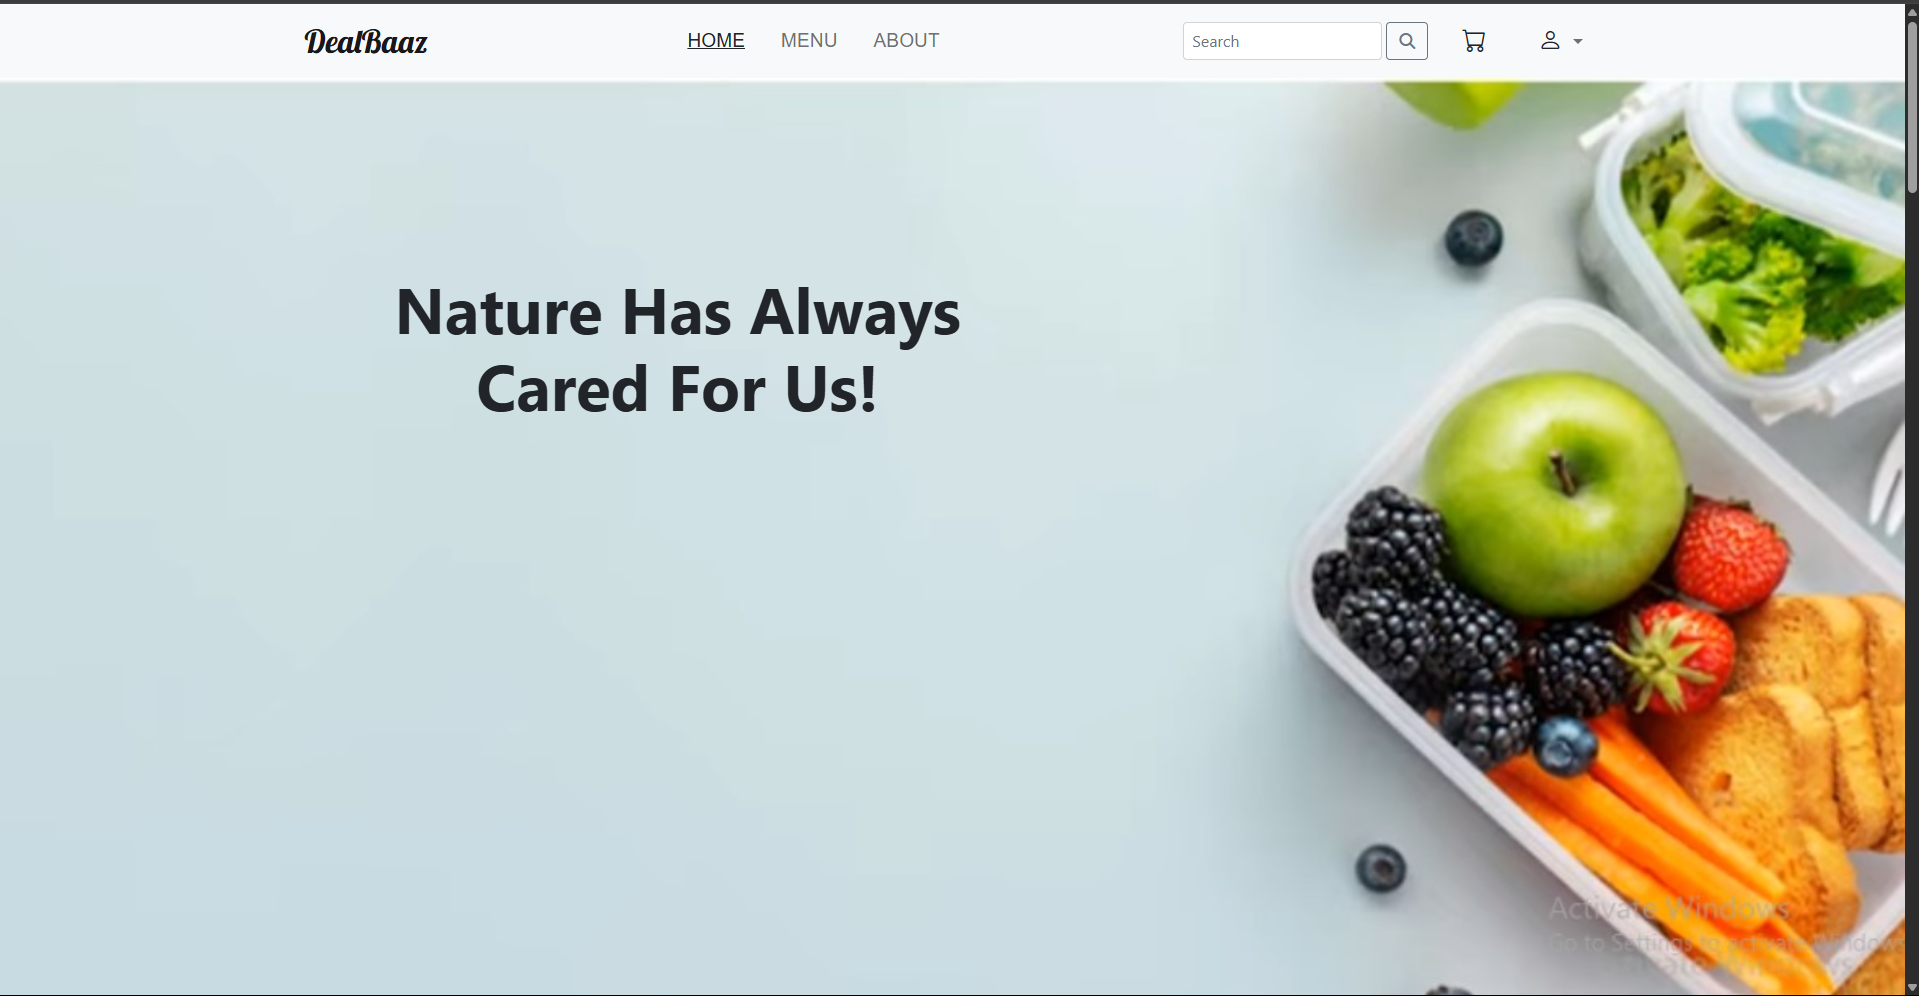 DealBaaz
HOME MENU ABOUT
Search
Nature Has Always
Cared For Us!
Activate Windows
Go to Settings to activate Windows